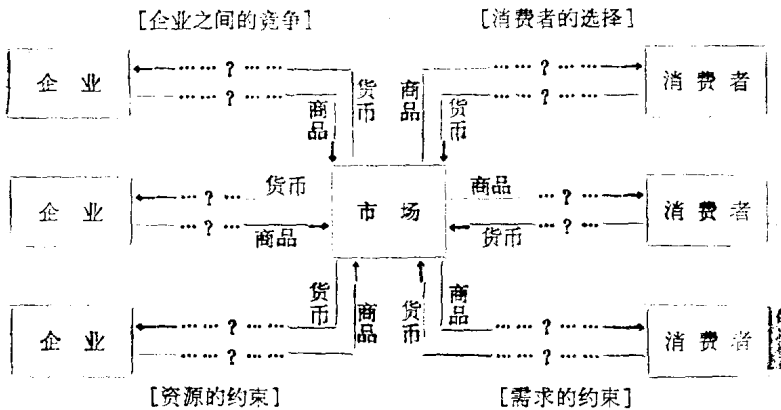 [企业之间的竞争] [消费者的选择]
企 业 …… ? …… 货币 商品 …… ? …… 消 费 者
…… ? …… 商品 货币 …… ? ……
企 业 … ? … 货币 市 场 商品 … ? … 消 费 者
… ? … 商品 货币 … ? …
货币 商品 货币 商品
企 业 …… ? …… …… ? …… 消 费 者
…… ? …… …… ? ……
[资源的约束] [需求的约束]